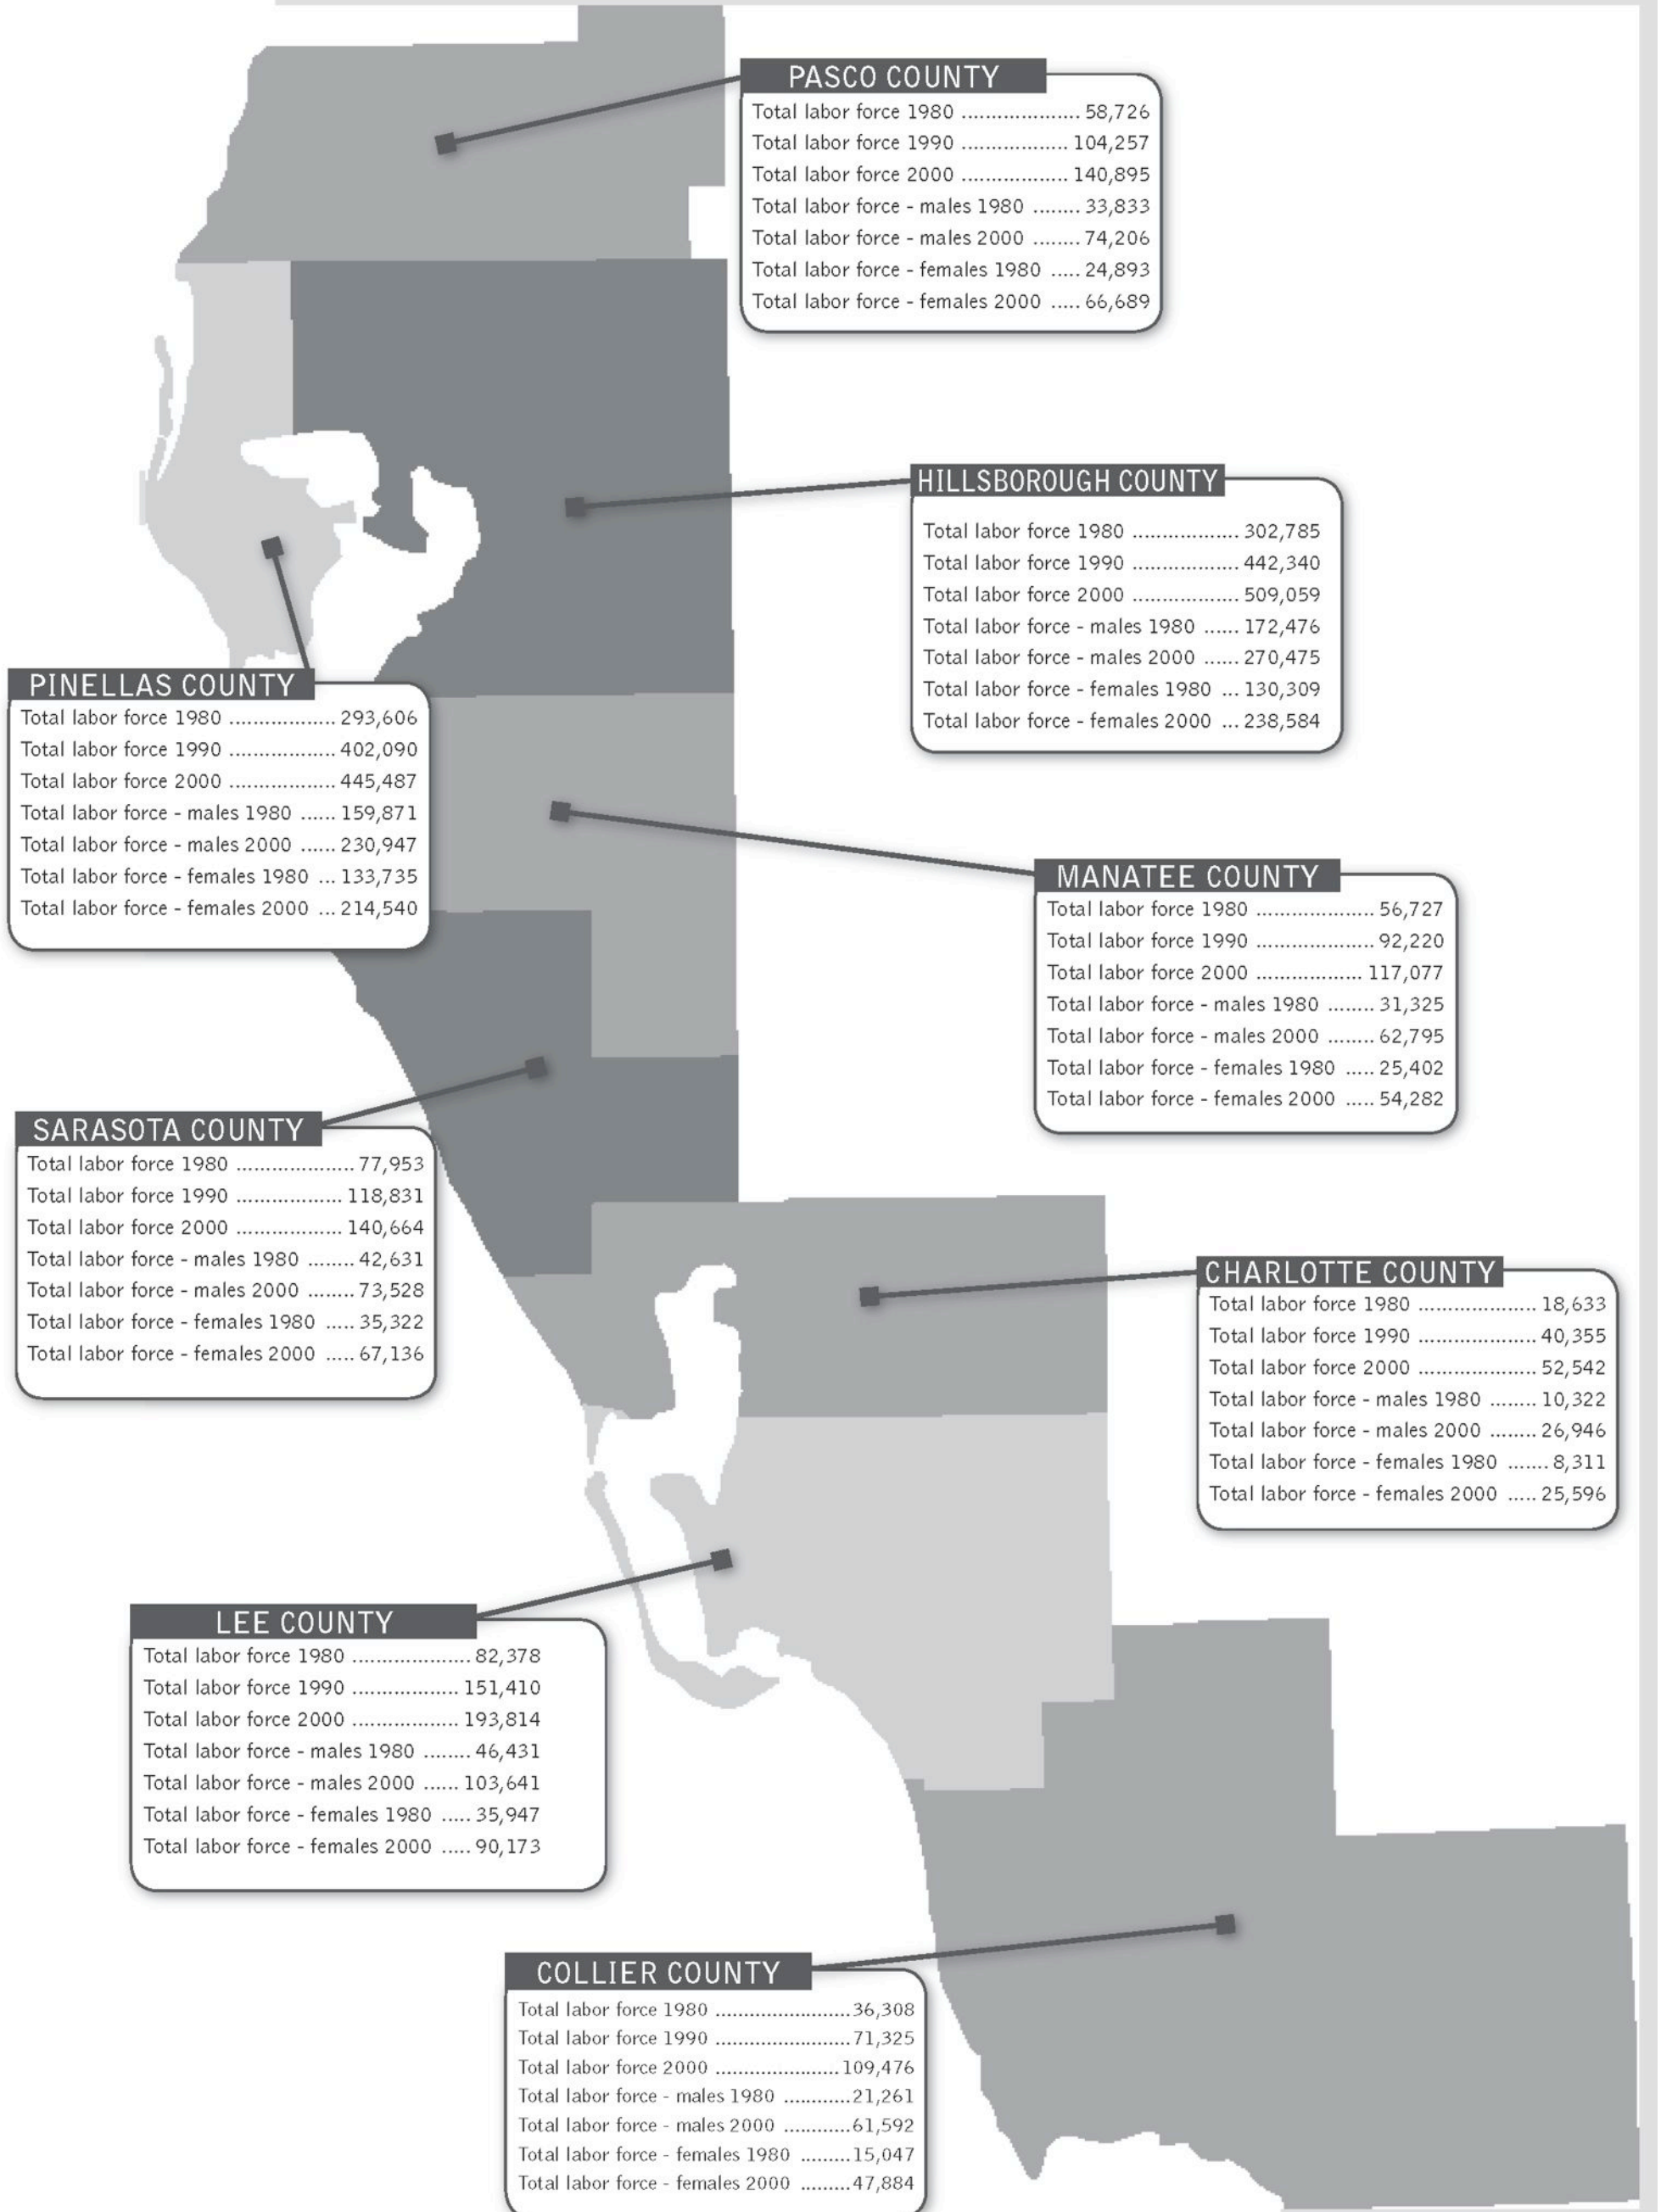 PASCO COUNTY
Total labor force 1980 .................... 58,726
Total labor force 1990 .................. 104,257
Total labor force 2000 .................. 140,895
Total labor force - males 1980 ........ 33,833
Total labor force - males 2000 ........ 74,206
Total labor force - females 1980 ..... 24,893
Total labor force - females 2000 ..... 66,689
HILLSBOROUGH COUNTY
Total labor force 1980 .................. 302,785
Total labor force 1990 .................. 442,340
Total labor force 2000 .................. 509,059
Total labor force - males 1980 ...... 172,476
Total labor force - males 2000 ...... 270,475
Total labor force - females 1980 ... 130,309
Total labor force - females 2000 ... 238,584
PINELLAS COUNTY
Total labor force 1980 .................. 293,606
Total labor force 1990 .................. 402,090
Total labor force 2000 .................. 445,487
Total labor force - males 1980 ...... 159,871
Total labor force - males 2000 ...... 230,947
Total labor force - females 1980 ... 133,735
Total labor force - females 2000 ... 214,540
MANATEE COUNTY
Total labor force 1980 .................... 56,727
Total labor force 1990 .................... 92,220
Total labor force 2000 .................. 117,077
Total labor force - males 1980 ........ 31,325
Total labor force - males 2000 ........ 62,795
Total labor force - females 1980 ..... 25,402
Total labor force - females 2000 ..... 54,282
SARASOTA COUNTY
Total labor force 1980 .................... 77,953
Total labor force 1990 .................. 118,831
Total labor force 2000 .................. 140,664
Total labor force - males 1980 ........ 42,631
Total labor force - males 2000 ........ 73,528
Total labor force - females 1980 ..... 35,322
Total labor force - females 2000 ..... 67,136
CHARLOTTE COUNTY
Total labor force 1980 .................... 18,633
Total labor force 1990 .................... 40,355
Total labor force 2000 .................... 52,542
Total labor force - males 1980 ........ 10,322
Total labor force - males 2000 ........ 26,946
Total labor force - females 1980 ....... 8,311
Total labor force - females 2000 ..... 25,596
LEE COUNTY
Total labor force 1980 .................... 82,378
Total labor force 1990 .................. 151,410
Total labor force 2000 .................. 193,814
Total labor force - males 1980 ........ 46,431
Total labor force - males 2000 ...... 103,641
Total labor force - females 1980 ..... 35,947
Total labor force - females 2000 ..... 90,173
COLLIER COUNTY
Total labor force 1980 ........................36,308
Total labor force 1990 ........................71,325
Total labor force 2000 ......................109,476
Total labor force - males 1980 ............21,261
Total labor force - males 2000 ............61,592
Total labor force - females 1980 .........15,047
Total labor force - females 2000 .........47,884